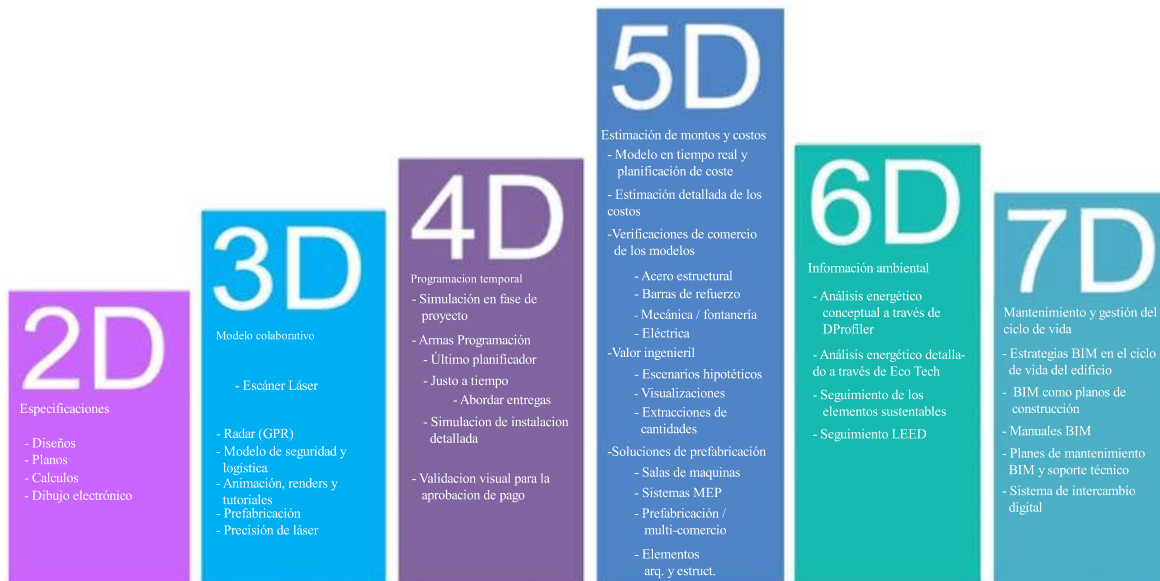 2D
Especificaciones
- Diseños
- Planos
- Calculos
- Dibujo electrónico
3D
Modelo colaborativo
- Escáner Láser
- Radar (GPR)
- Modelo de seguridad y
logística
- Animación, renders y
tutoriales
- Prefabricación
- Precisión de láser
4D
Programacion temporal
- Simulación en fase de
proyecto
- Armas Programación
- Último planificador
- Justo a tiempo
- Abordar entregas
- Simulacion de instalacion
detallada
- Validacion visual para la
aprobacion de pago
5D
Estimación de montos y costos
- Modelo en tiempo real y
planificación de coste
- Estimación detallada de los
costos
-Verificaciones de comercio
de los modelos
- Acero estructural
- Barras de refuerzo
- Mecánica / fontanería
- Eléctrica
-Valor ingenieril
- Escenarios hipotéticos
- Visualizaciones
- Extracciones de
cantidades
-Soluciones de prefabricación
- Salas de maquinas
- Sistemas MEP
- Prefabricación /
multi-comercio
- Elementos
arq. y estruct.
6D
Información ambiental
- Análisis energético
conceptual a través de
DProfiler
- Análisis energético detalla-
do a través de Eco Tech
- Seguimiento de los
elementos sustentables
- Seguimiento LEED
7D
Mantenimiento y gestión del
ciclo de vida
- Estrategias BIM en el ciclo
de vida del edificio
- BIM como planos de
construcción
- Manuales BIM
- Planes de mantenimiento
BIM y soporte técnico
- Sistema de intercambio
digital